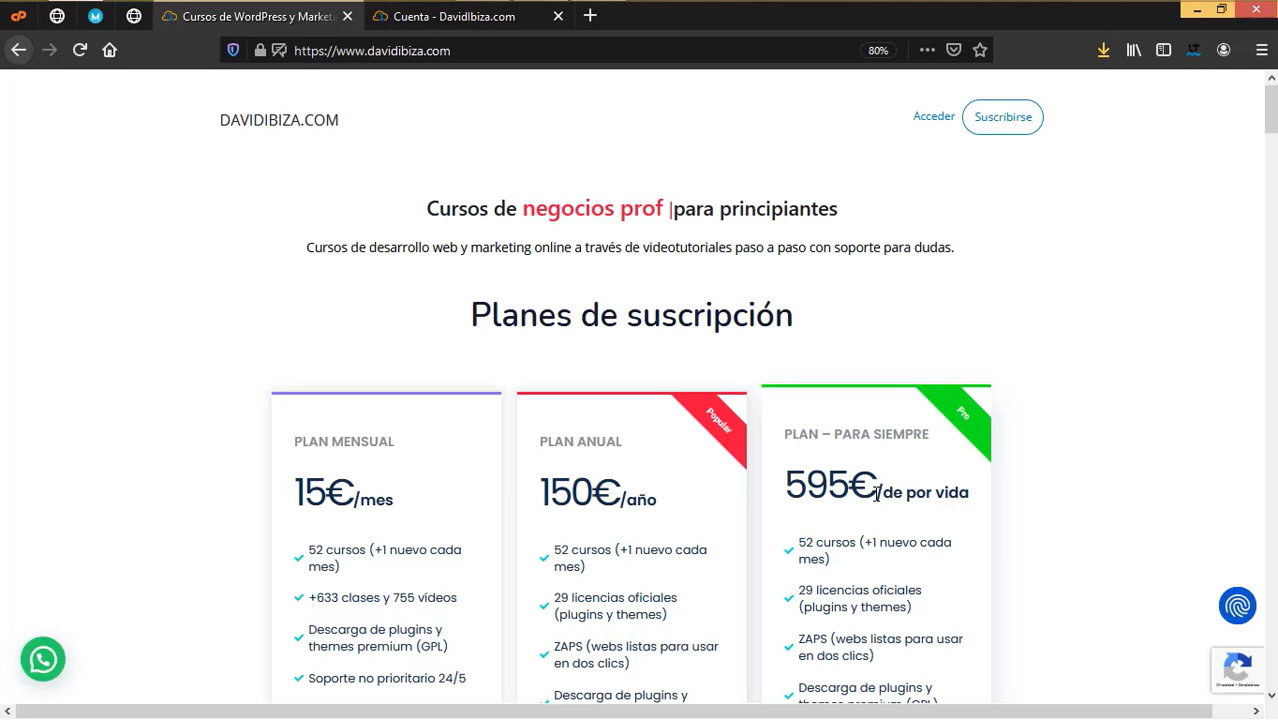 Cursos de WordPress y Market
Cuenta - DavidIbiza.com
https://www.davidibiza.com
80%
DAVIDIBIZA.COM
Acceder
Suscribirse
Cursos de negocios prof |para principiantes
Cursos de desarrollo web y marketing online a través de videotutoriales paso a paso con soporte para dudas.
Planes de suscripción
PLAN MENSUAL
15€/mes
52 cursos (+1 nuevo cada
mes)
+633 clases y 755 vídeos
Descarga de plugins y
themes premium (GPL)
Soporte no prioritario 24/5
Popular
PLAN ANUAL
150€/año
52 cursos (+1 nuevo cada
mes)
29 licencias oficiales
(plugins y themes)
ZAPS (webs listas para usar
en dos clics)
Descarga de plugins y
Pro
PLAN – PARA SIEMPRE
595€/de por vida
52 cursos (+1 nuevo cada
mes)
29 licencias oficiales
(plugins y themes)
ZAPS (webs listas para usar
en dos clics)
Descarga de plugins y
themes premium (GPL)